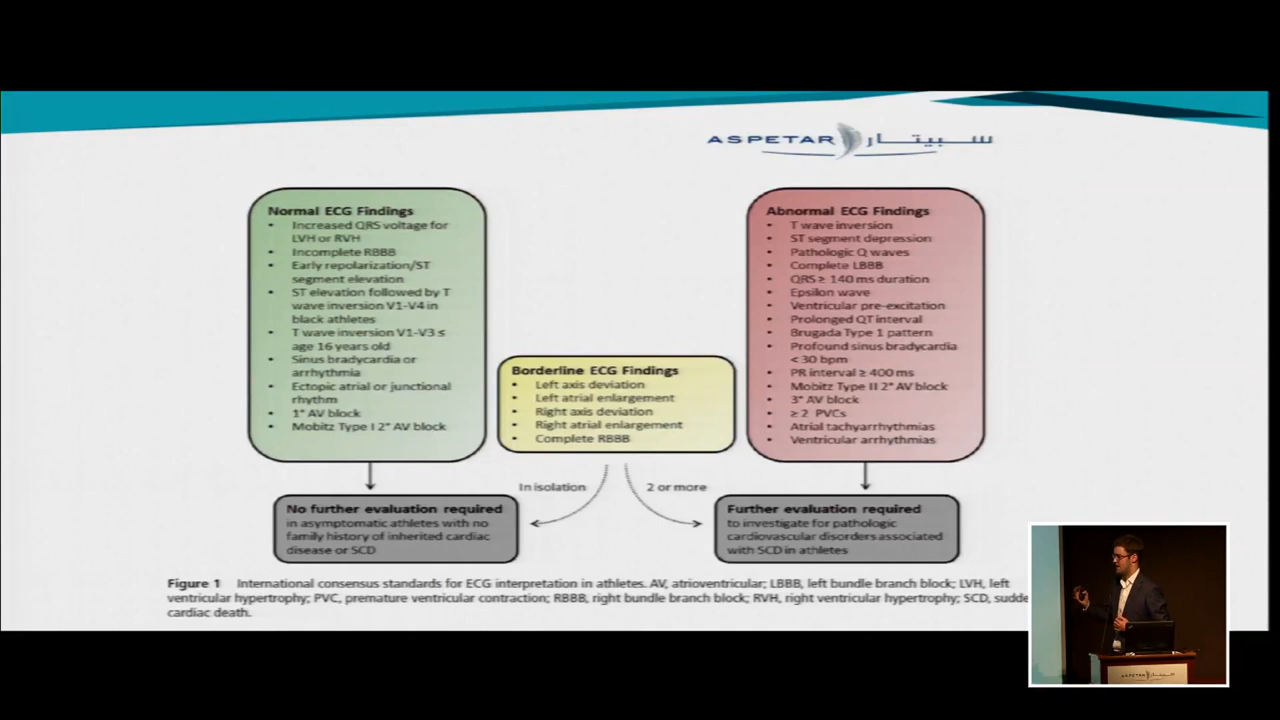 ASPETAR سبيتار
Normal ECG Findings
• Increased QRS voltage for
LVH or RVH
• Incomplete RBBB
• Early repolarization/ST
segment elevation
• ST elevation followed by T
wave inversion V1-V4 in
black athletes
• T wave inversion V1-V3 ≤
age 16 years old
• Sinus bradycardia or
arrhythmia
• Ectopic atrial or junctional
rhythm
• 1° AV block
• Mobitz Type I 2° AV block
Borderline ECG Findings
• Left axis deviation
• Left atrial enlargement
• Right axis deviation
• Right atrial enlargement
• Complete RBBB
Abnormal ECG Findings
• T wave inversion
• ST segment depression
• Pathologic Q waves
• Complete LBBB
• QRS ≥ 140 ms duration
• Epsilon wave
• Ventricular pre-excitation
• Prolonged QT interval
• Brugada Type 1 pattern
• Profound sinus bradycardia
< 30 bpm
• PR interval ≥ 400 ms
• Mobitz Type II 2° AV block
• 3° AV block
• ≥ 2 PVCs
• Atrial tachyarrhythmias
• Ventricular arrhythmias
In isolation
2 or more
No further evaluation required
in asymptomatic athletes with no
family history of inherited cardiac
disease or SCD
Further evaluation required
to investigate for pathologic
cardiovascular disorders associated
with SCD in athletes
Figure 1 International consensus standards for ECG interpretation in athletes. AV, atrioventricular; LBBB, left bundle branch block; LVH, left
ventricular hypertrophy; PVC, premature ventricular contraction; RBBB, right bundle branch block; RVH, right ventricular hypertrophy; SCD, sudde
cardiac death.
ASPETAR سبيتار